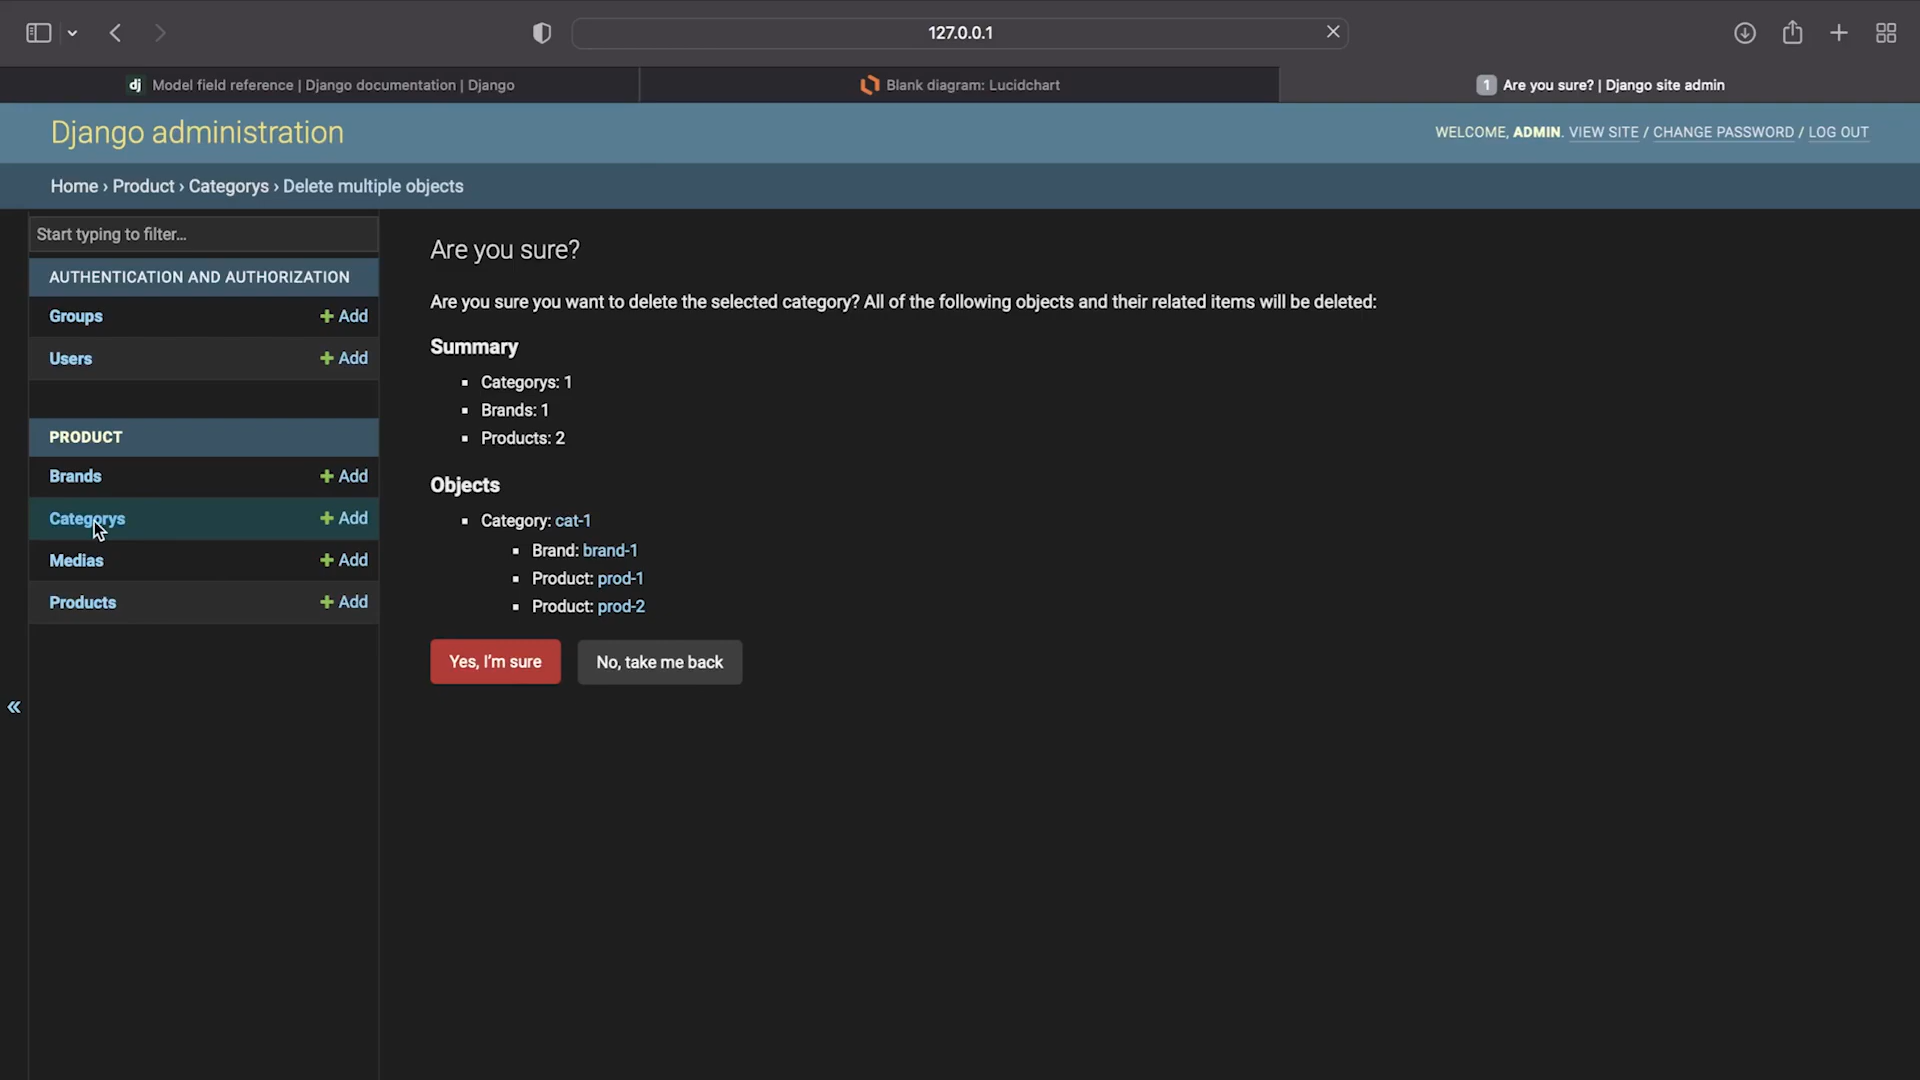 127.0.0.1
dj Model field reference | Django documentation | Django
Blank diagram: Lucidchart
1 Are you sure? | Django site admin
Django administration
WELCOME, ADMIN. VIEW SITE / CHANGE PASSWORD / LOG OUT
Home › Product › Categorys › Delete multiple objects
Start typing to filter...
AUTHENTICATION AND AUTHORIZATION
Groups + Add
Users + Add
PRODUCT
Brands + Add
Categorys + Add
Medias + Add
Products + Add
«
Are you sure?
Are you sure you want to delete the selected category? All of the following objects and their related items will be deleted:
Summary
Categorys: 1
Brands: 1
Products: 2
Objects
Category: cat-1
Brand: brand-1
Product: prod-1
Product: prod-2
Yes, I'm sure
No, take me back